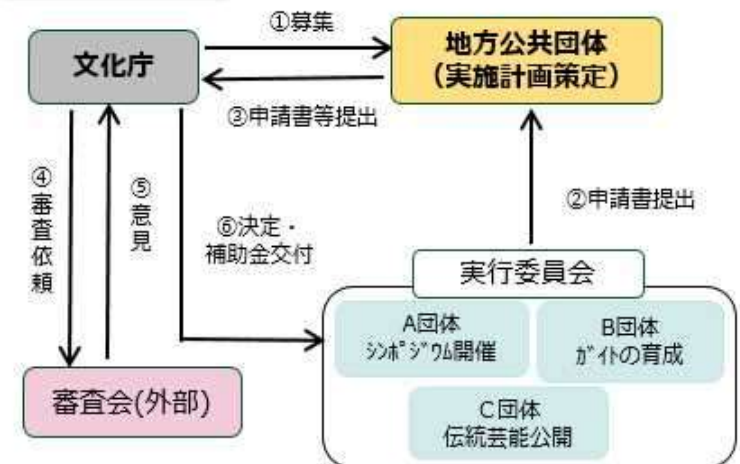 ①募集
文化庁
地方公共団体
（実施計画策定）
③申請書等提出
④審査依頼
⑤意見
②申請書提出
⑥決定・
補助金交付
実行委員会
A団体
ｼﾝﾎﾟｼﾞｳﾑ開催
B団体
ｶﾞｲﾄの育成
審査会(外部)
C団体
伝統芸能公開